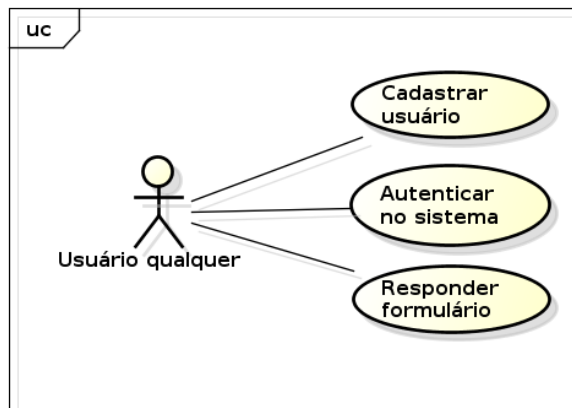 uc
Cadastrar
usuário
Autenticar
no sistema
Usuário qualquer
Responder
formulário